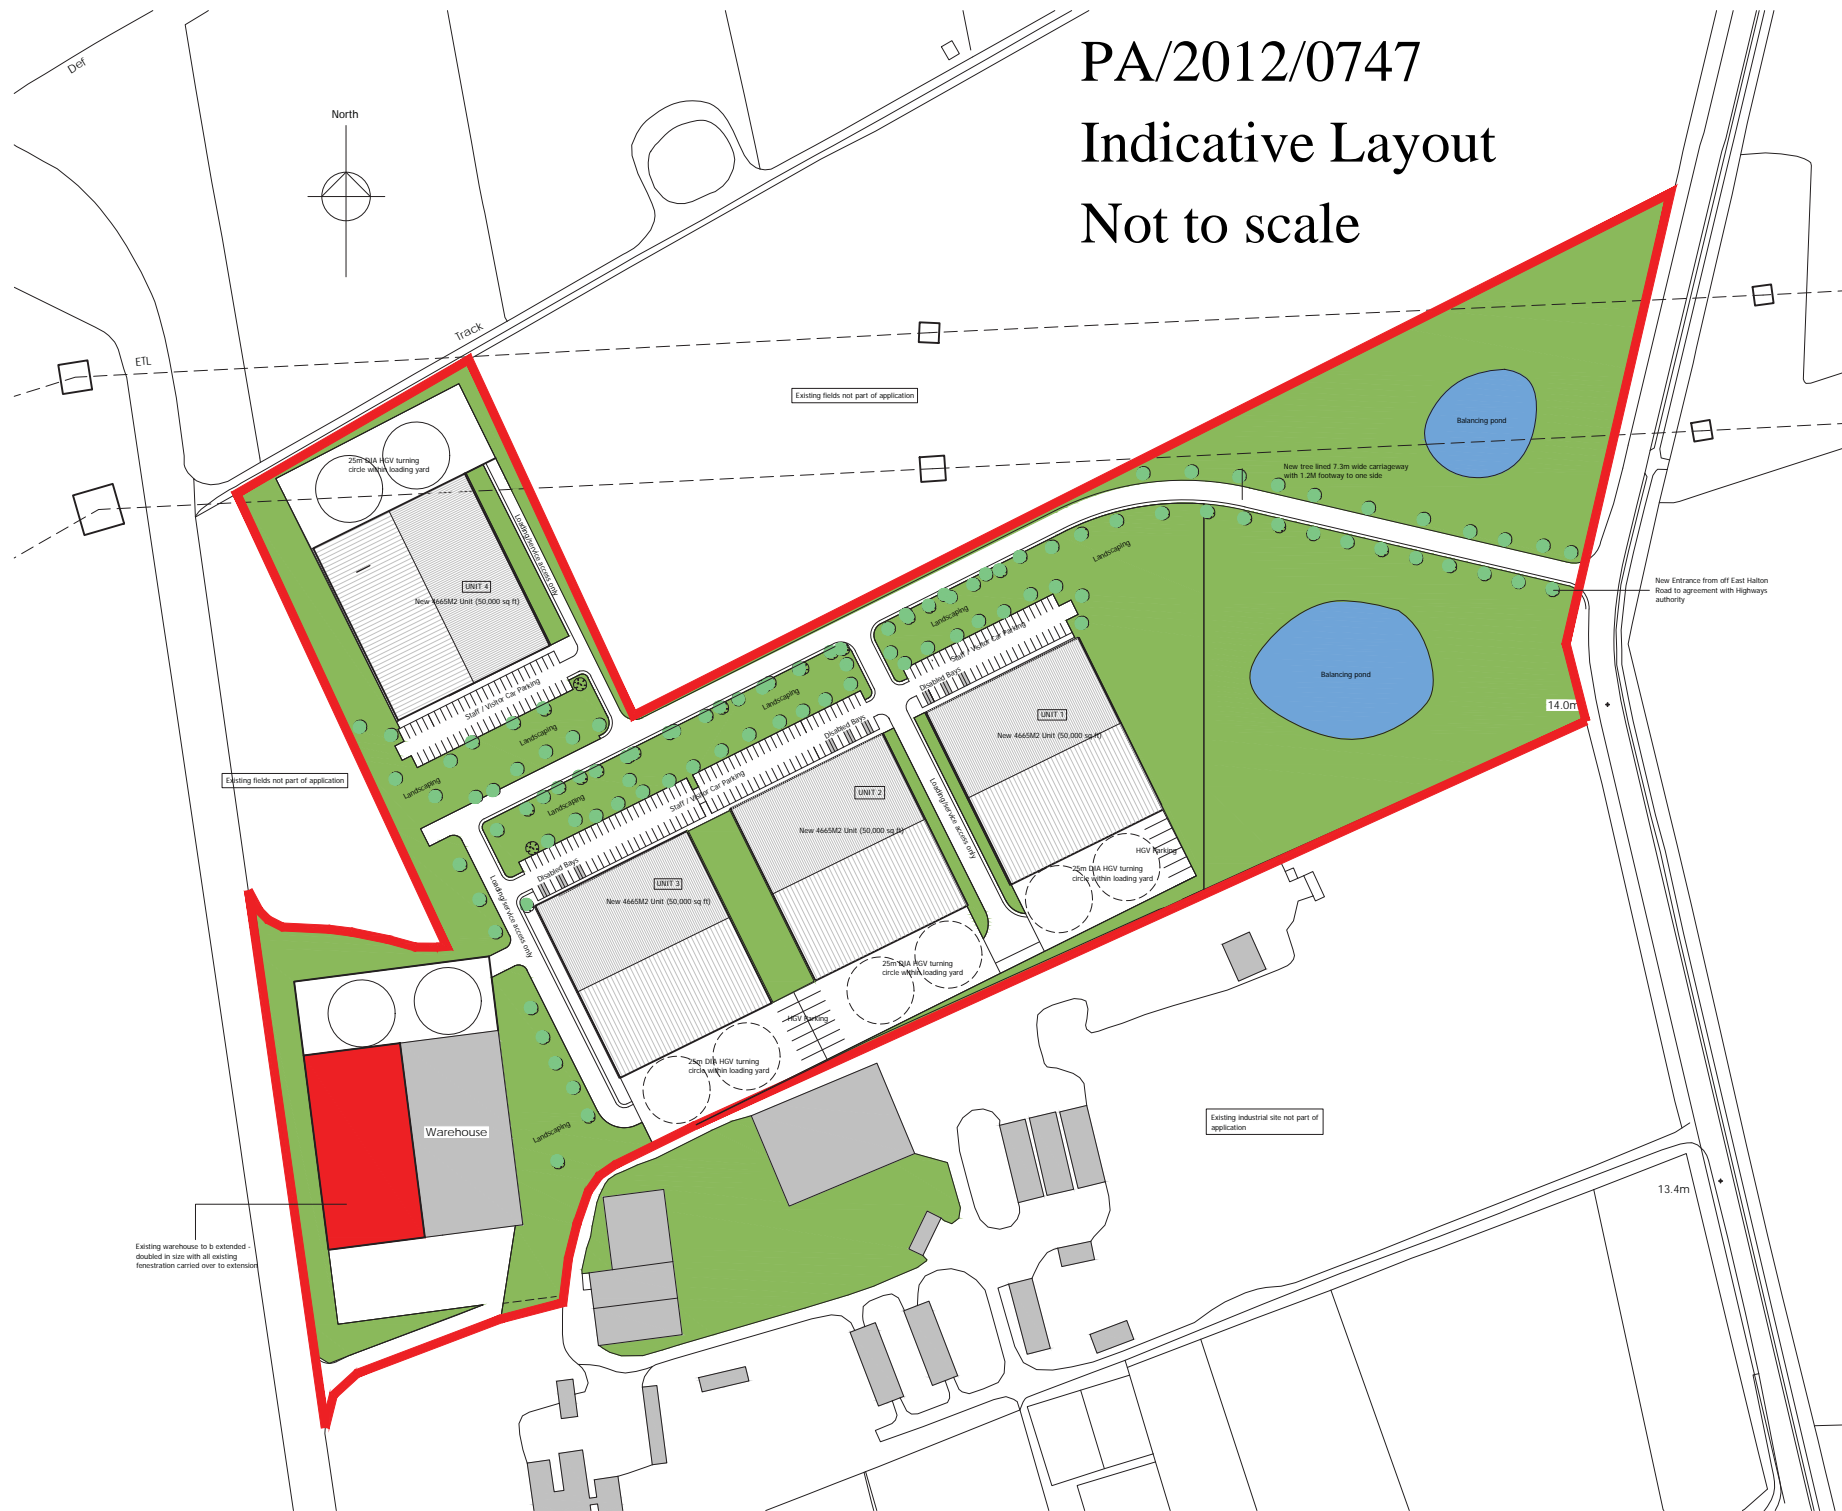 PA/2012/0747
Indicative Layout
Not to scale
Def
North
Track
ETL
Existing fields not part of application
25m DIA HGV turning
circle within loading yard
Loading/service access only
UNIT 4
New 4665M2 Unit (50,000 sq ft)
Staff / Visitor Car Parking
Landscaping
Landscaping
Existing fields not part of application
Balancing pond
New tree lined 7.3m wide carriageway
with 1.2M footway to one side
Landscaping
Landscaping
Staff / Visitor Car Parking
Disabled Bays
New Entrance from off East Halton
Road to agreement with Highways
authority
Balancing pond
14.0m
UNIT 1
New 4665M2 Unit (50,000 sq ft)
Landscaping
Disabled Bays
Staff / Visitor Car Parking
Landscaping
UNIT 2
New 4665M2 Unit (50,000 sq ft)
Loading/service access only
HGV Parking
25m DIA HGV turning
circle within loading yard
Disabled Bays
UNIT 3
New 4665M2 Unit (50,000 sq ft)
Loading/service access only
25m DIA HGV turning
circle within loading yard
HGV Parking
25m DIA HGV turning
circle within loading yard
Warehouse
Landscaping
Existing industrial site not part of
application
13.4m
Existing warehouse to b extended -
doubled in size with all existing
fenestration carried over to extension